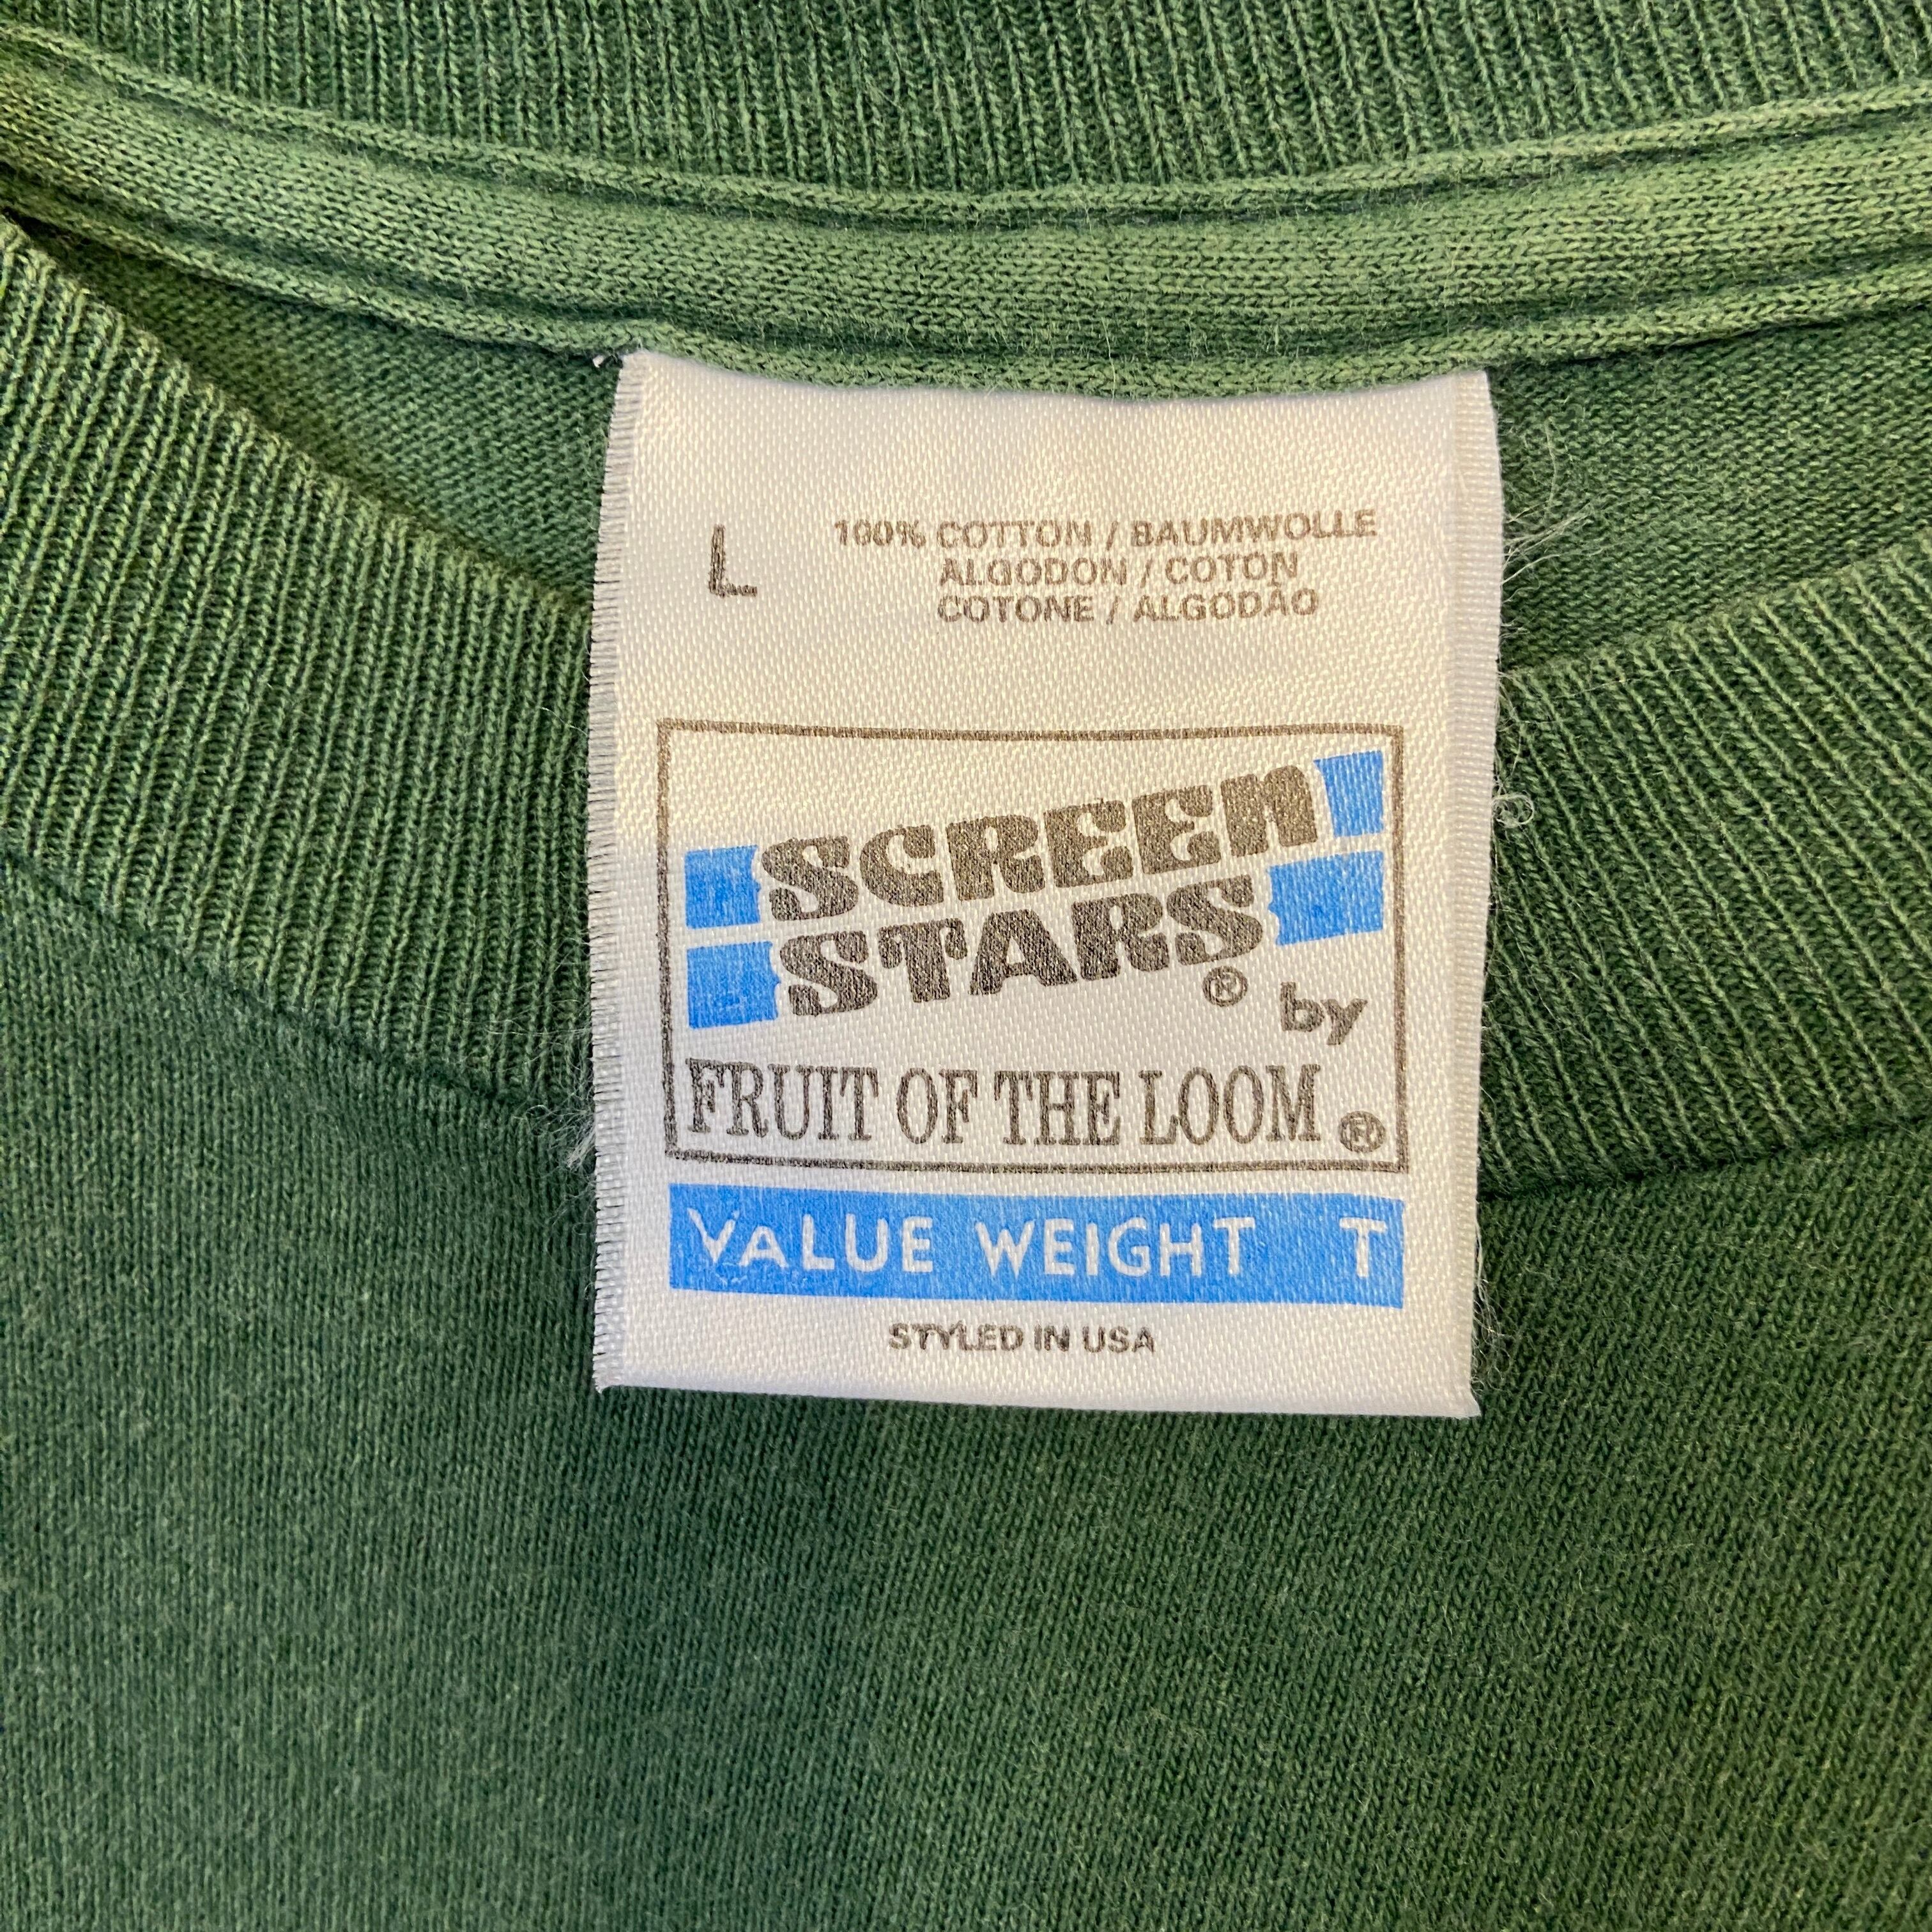 L
100% COTTON / BAUMWOLLE
ALGODON / COTON
COTONE / ALGODÃO
SCREEN
STARS® by
FRUIT OF THE LOOM®
VALUE WEIGHT T
STYLED IN USA